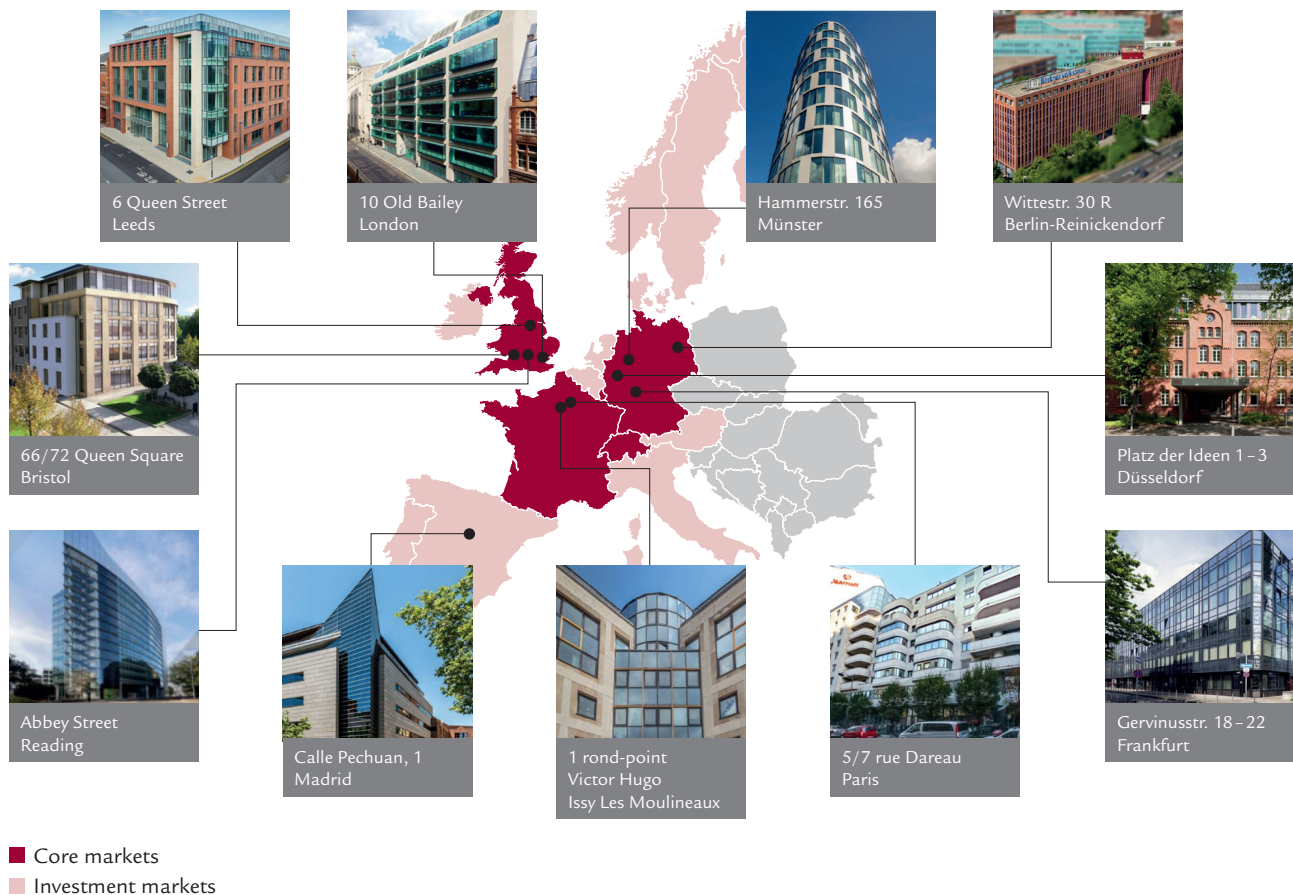 6 Queen Street
Leeds
10 Old Bailey
London
Hammerstr. 165
Münster
Wittestr. 30 R
Berlin-Reinickendorf
66/72 Queen Square
Bristol
Platz der Ideen 1–3
Düsseldorf
Abbey Street
Reading
Calle Pechuan, 1
Madrid
1 rond-point
Victor Hugo
Issy Les Moulineaux
Marriott
5/7 rue Dareau
Paris
Gervinusstr. 18–22
Frankfurt
Core markets
Investment markets